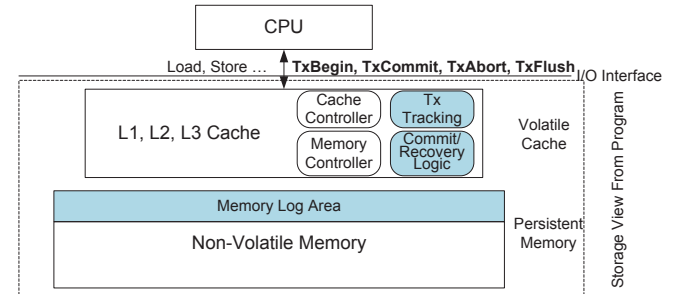 CPU
Load, Store ... TxBegin, TxCommit, TxAbort, TxFlush
I/O Interface
L1, L2, L3 Cache
Cache
Controller
Tx
Tracking
Memory
Controller
Commit/
Recovery
Logic
Volatile
Cache
Memory Log Area
Non-Volatile Memory
Persistent
Memory
Storage View From Program